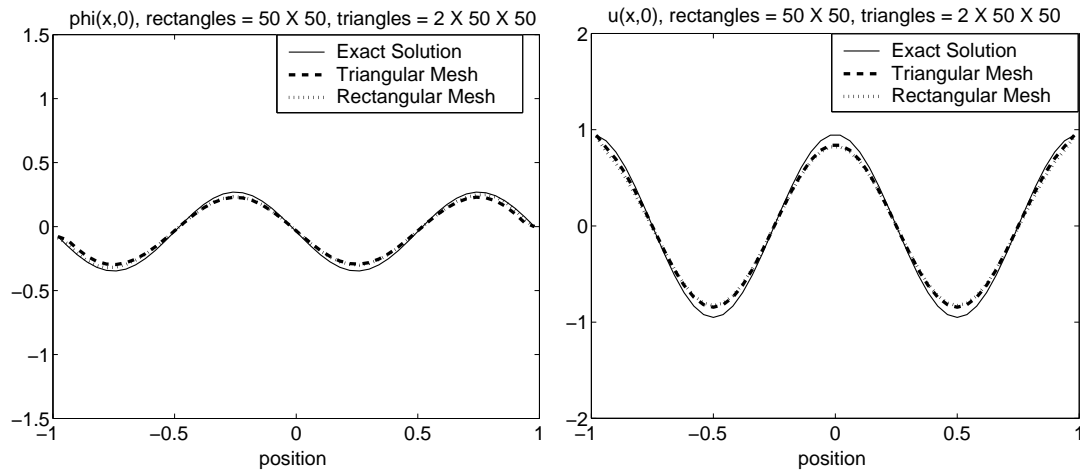 phi(x,0), rectangles = 50 X 50, triangles = 2 X 50 X 50
1.5
1
0.5
0
−0.5
−1
−1.5
Exact Solution
Triangular Mesh
Rectangular Mesh
−1
−0.5
0
0.5
1
position
u(x,0), rectangles = 50 X 50, triangles = 2 X 50 X 50
2
1
0
−1
−2
Exact Solution
Triangular Mesh
Rectangular Mesh
−1
−0.5
0
0.5
1
position